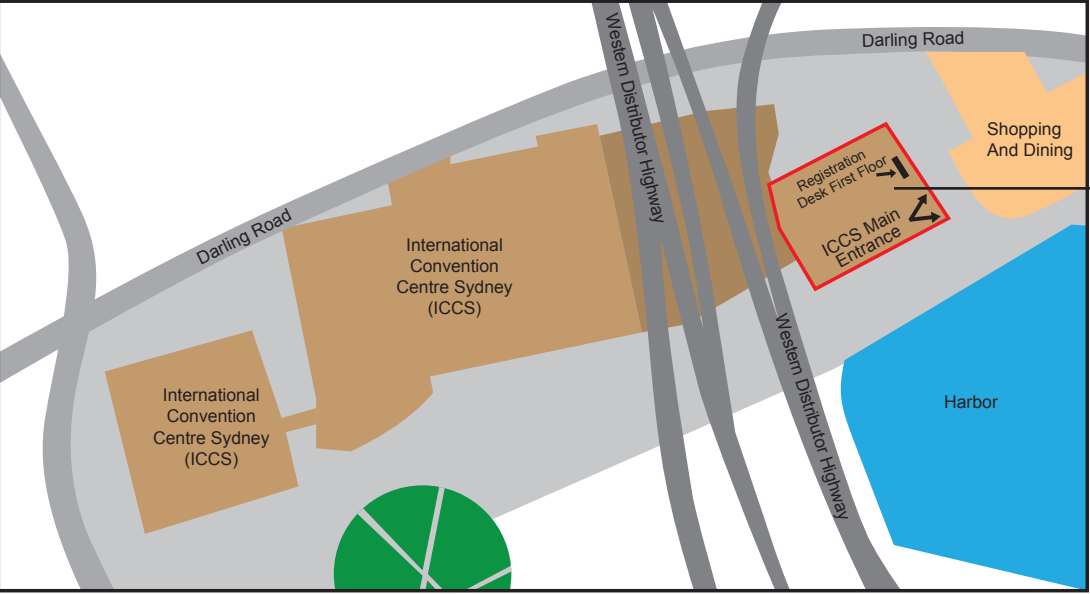 Darling Road
Western Distributor Highway
Shopping
And Dining
Registration
Desk First Floor
ICCS Main
Entrance
Darling Road
International
Convention
Centre Sydney
(ICCS)
International
Convention
Centre Sydney
(ICCS)
Western Distributor Highway
Harbor